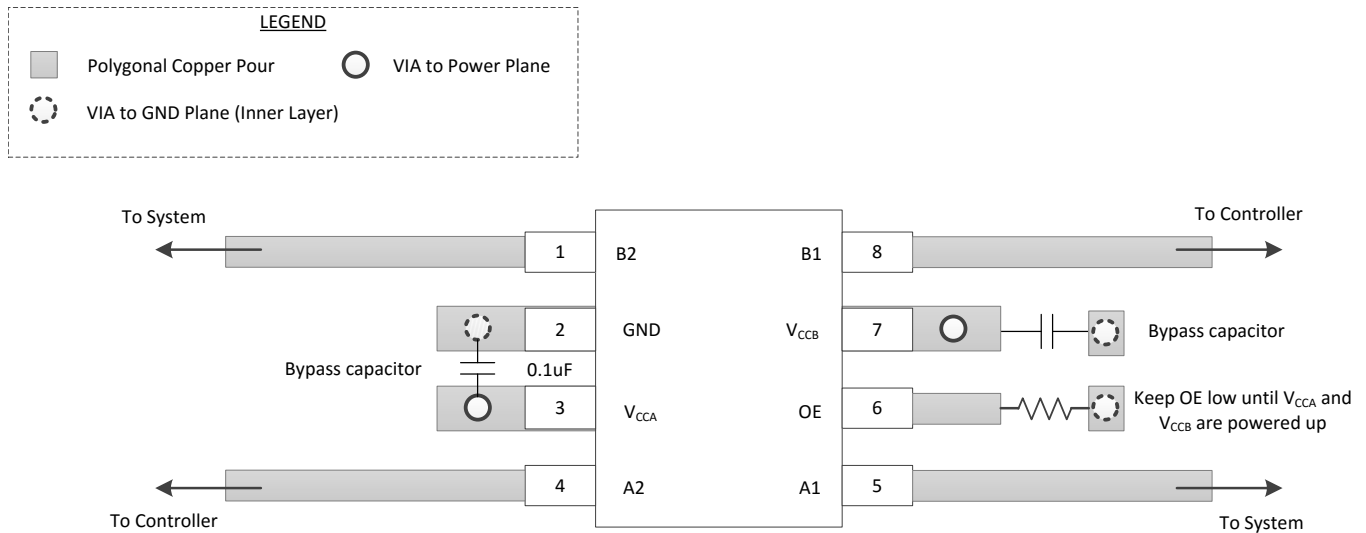 LEGEND
Polygonal Copper Pour
VIA to Power Plane
VIA to GND Plane (Inner Layer)
To System
To Controller
1
B2
B1
8
2
GND
VCCB
7
Bypass capacitor
Bypass capacitor
0.1uF
3
VCCA
OE
6
Keep OE low until VCCA and
VCCB are powered up
4
A2
A1
5
To Controller
To System